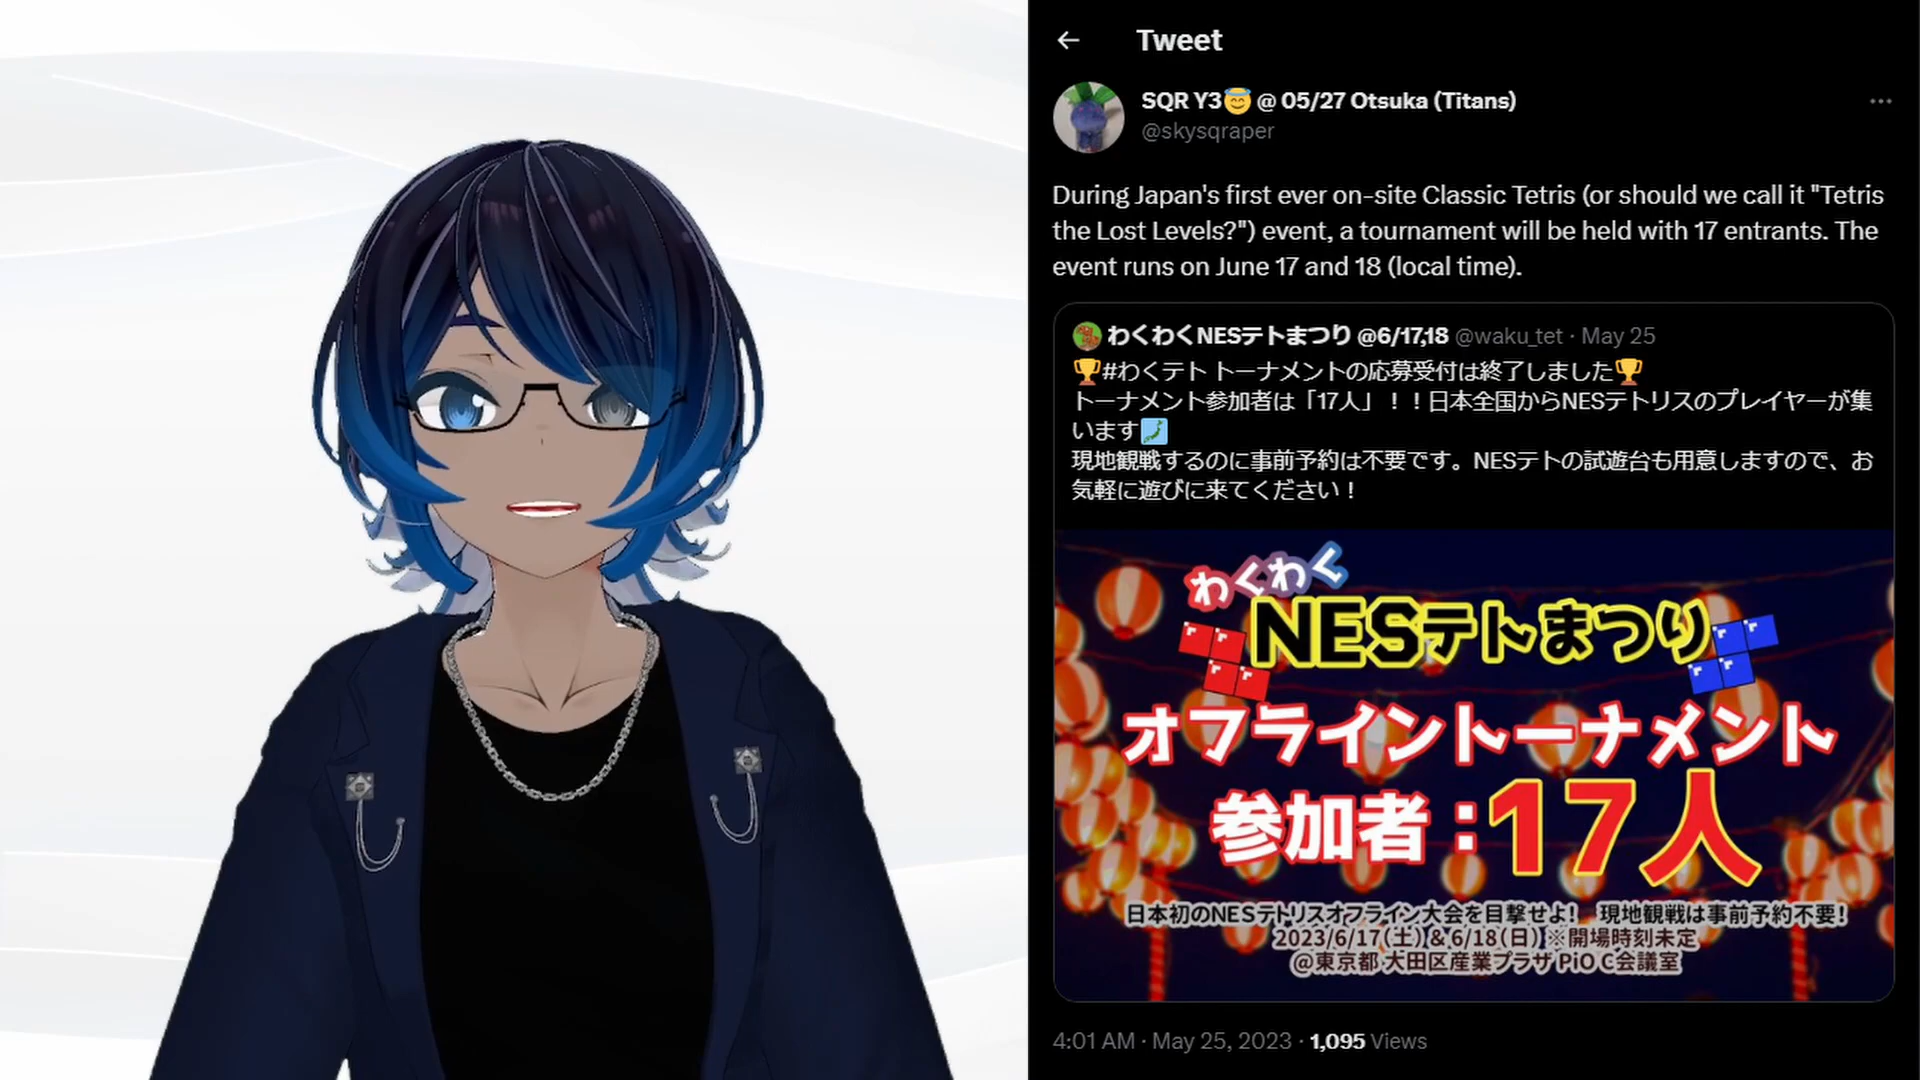 Tweet
SQR Y3😇 @ 05/27 Otsuka (Titans)
@skysqraper
During Japan's first ever on-site Classic Tetris (or should we call it "Tetris
the Lost Levels?") event, a tournament will be held with 17 entrants. The
event runs on June 17 and 18 (local time).
わくわくNESテトまつり @6/17,18 @waku_tet · May 25
🏆#わくテト トーナメントの応募受付は終了しました🏆
トーナメント参加者は「17人」！！日本全国からNESテトリスのプレイヤーが集
います🗾
現地観戦するのに事前予約は不要です。NESテトの試遊台も用意しますので、お
気軽に遊びに来てください！
わくわく
NESテトまつり
オフライントーナメント
参加者：17人
日本初のNESテトリスオフライン大会を目撃せよ！ 現地観戦は事前予約不要！
2023/6/17(土) & 6/18(日) ※開場時刻未定
@東京都 大田区産業プラザ PiO C会議室
4:01 AM · May 25, 2023 · 1,095 Views